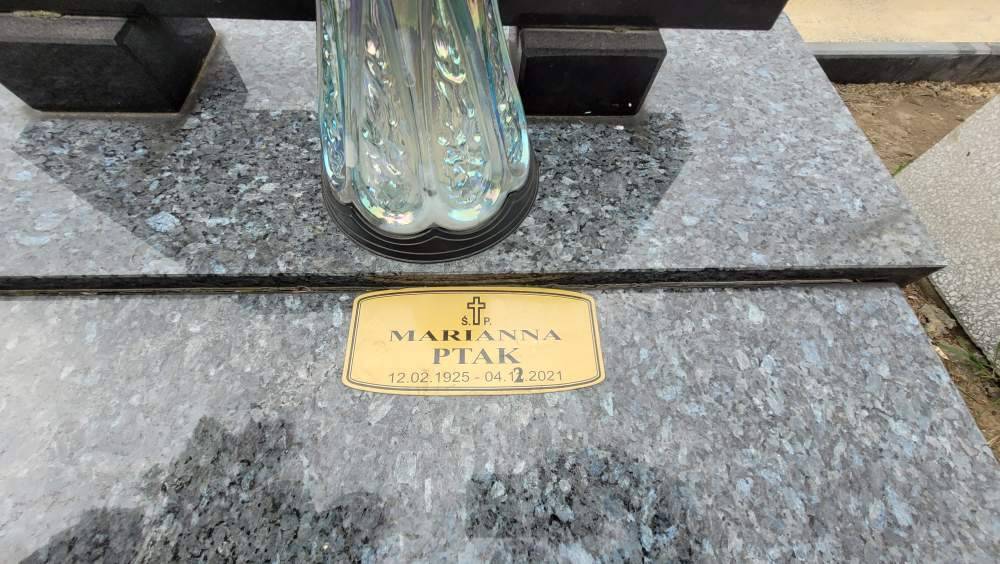 Ś. P.
MARIANNA
PTAK
12.02.1925 - 04.12.2021